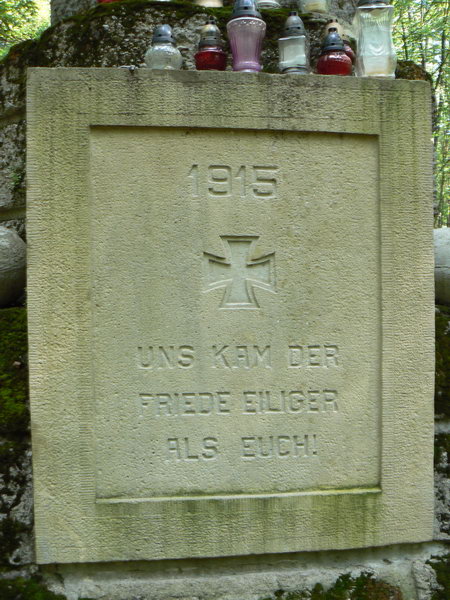 1915
UNS KAM DER
FRIEDE EILIGER
ALS EUCH!